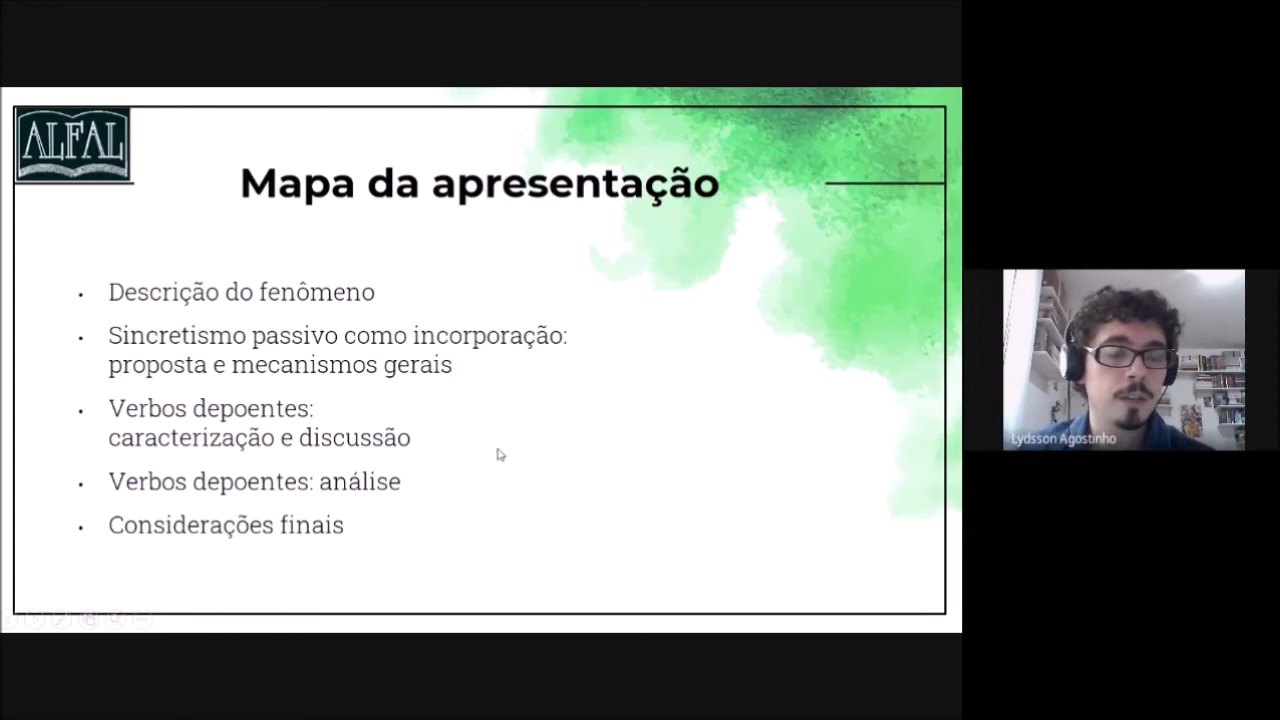 ALFAL
Mapa da apresentação
• Descrição do fenômeno
• Sincretismo passivo como incorporação:
proposta e mecanismos gerais
• Verbos depoentes:
caracterização e discussão
• Verbos depoentes: análise
• Considerações finais
Lydsson Agostinho